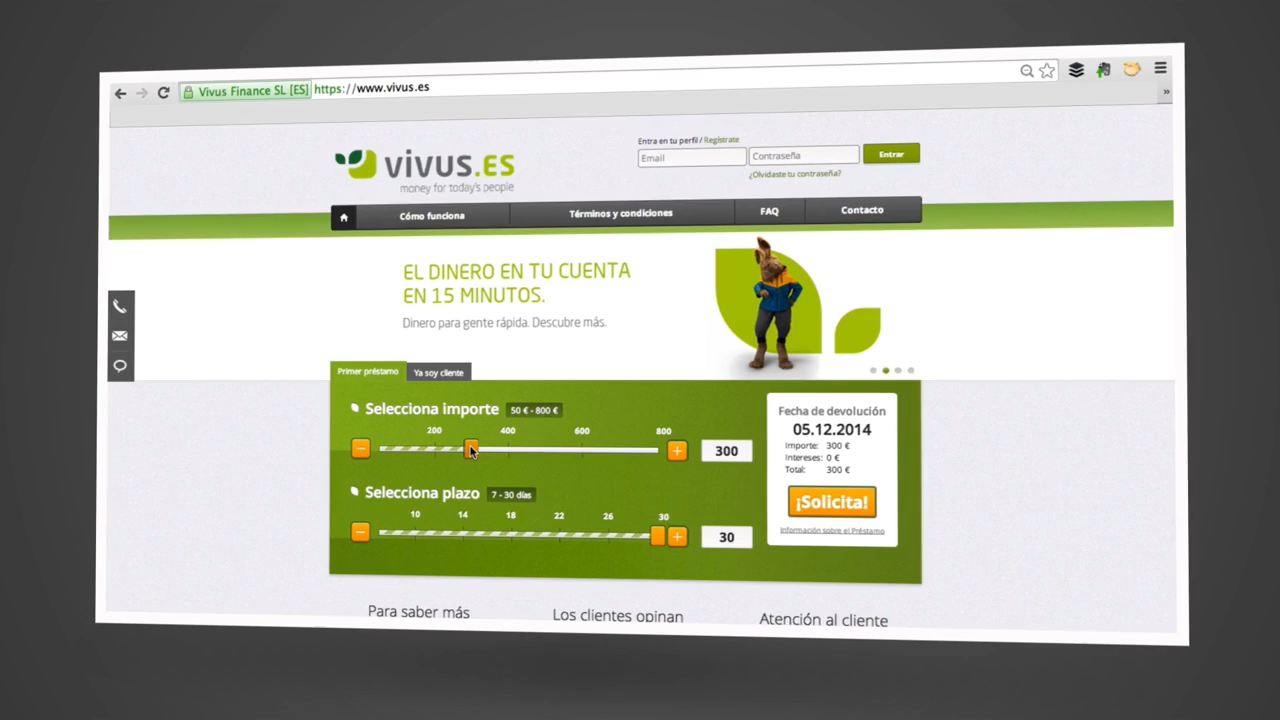 Vivus Finance SL [ES] https://www.vivus.es
»
Entra en tu perfil / Regístrate
Email
Contraseña
Entrar
¿Olvidaste tu contraseña?
vivus.es
money for today's people
Cómo funciona
Términos y condiciones
FAQ
Contacto
EL DINERO EN TU CUENTA
EN 15 MINUTOS.
Dinero para gente rápida. Descubre más.
Primer préstamo
Ya soy cliente
Selecciona importe 50 € - 800 €
200 400 600 800
300
Selecciona plazo 7 - 30 días
10 14 18 22 26 30
30
Fecha de devolución
05.12.2014
Importe: 300 €
Intereses: 0 €
Total: 300 €
¡Solicita!
Información sobre el Préstamo
Para saber más
Los clientes opinan
Atención al cliente